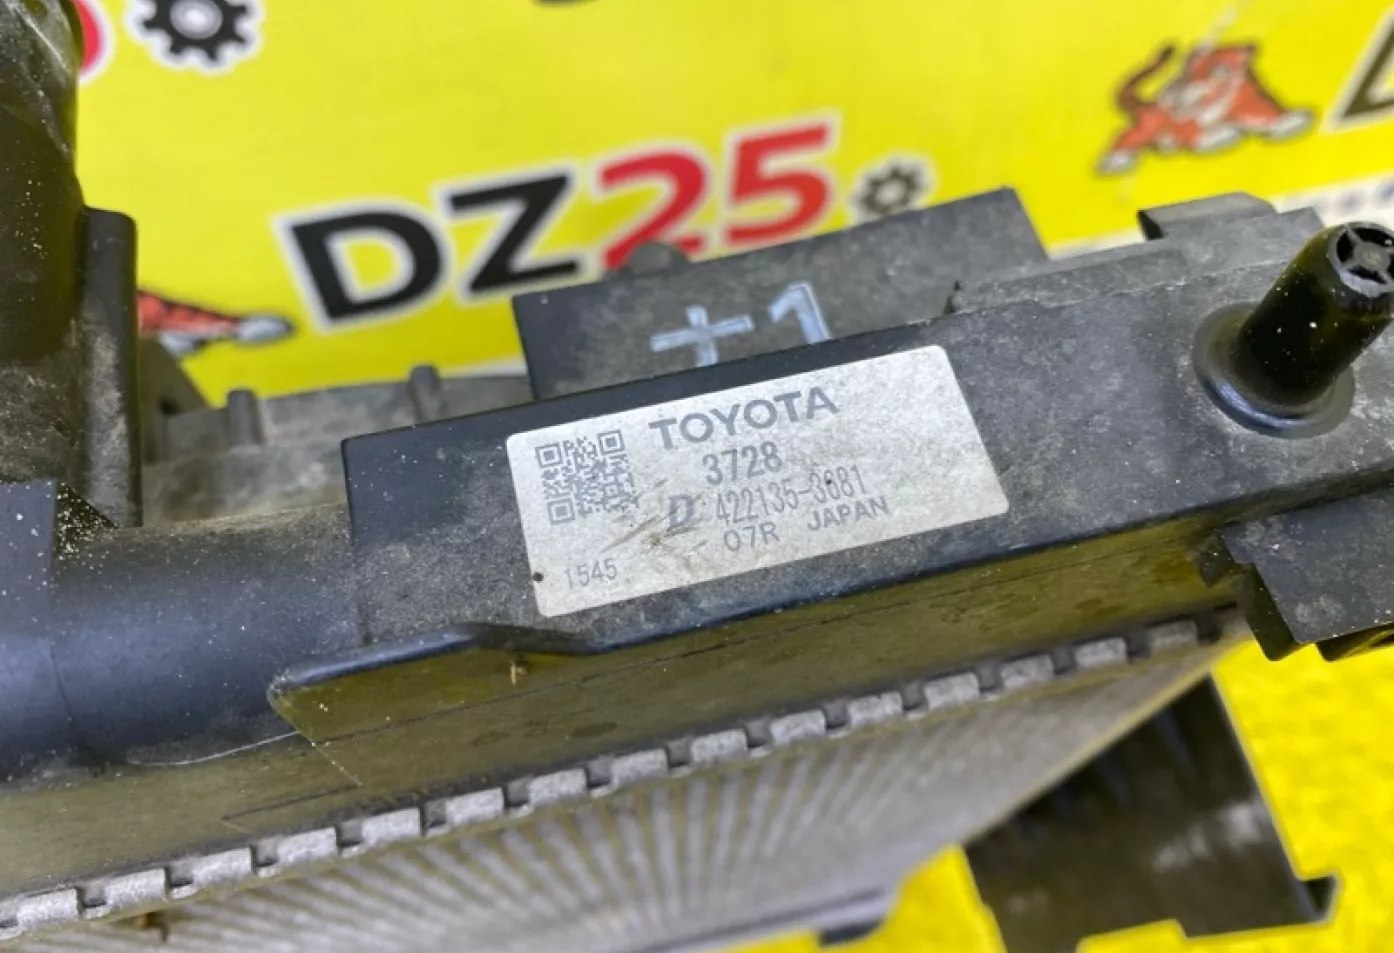 DZ25
+1
TOYOTA
3728
D 422135-3681
07R JAPAN
1545